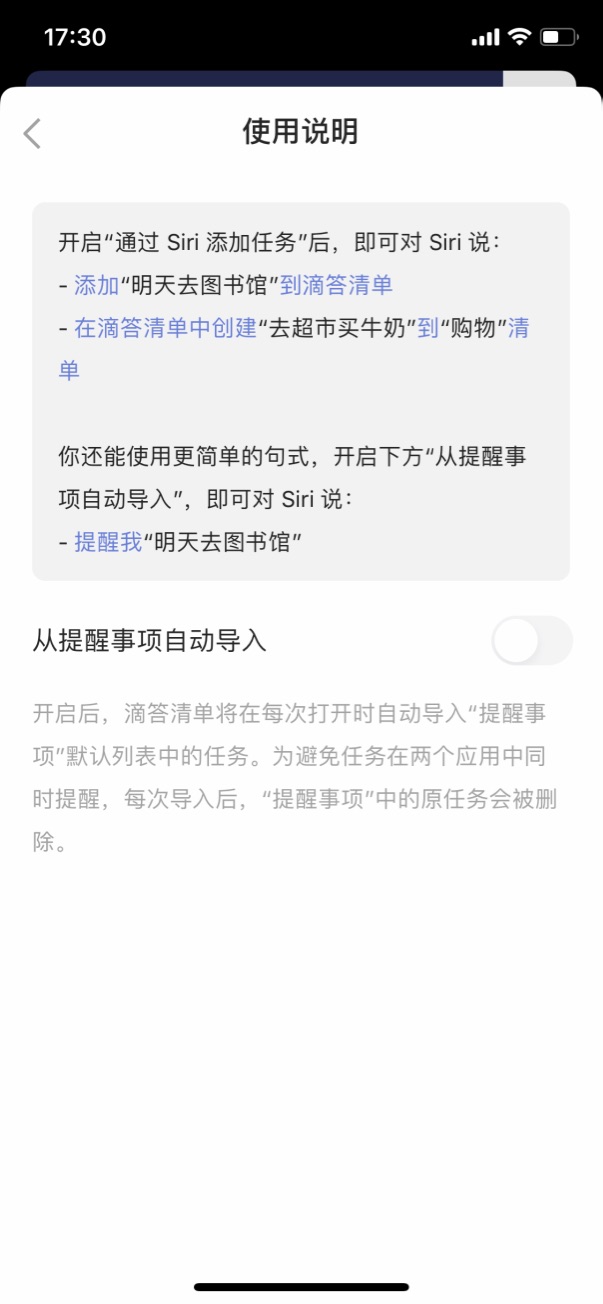 17:30
使用说明
开启“通过 Siri 添加任务”后，即可对 Siri 说：
- 添加“明天去图书馆”到滴答清单
- 在滴答清单中创建“去超市买牛奶”到“购物”清
单
你还能使用更简单的句式，开启下方“从提醒事
项自动导入”，即可对 Siri 说：
- 提醒我“明天去图书馆”
从提醒事项自动导入
开启后，滴答清单将在每次打开时自动导入“提醒事
项”默认列表中的任务。为避免任务在两个应用中同
时提醒，每次导入后，“提醒事项”中的原任务会被删
除。